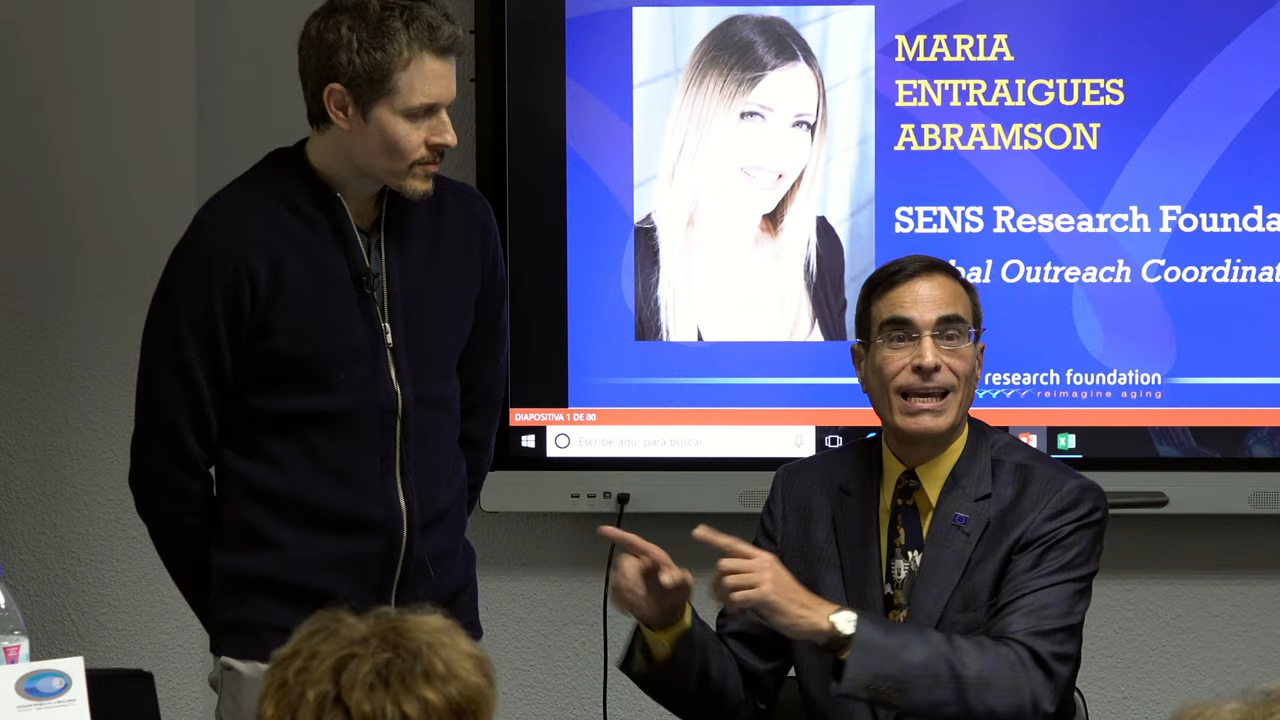 MARIA
ENTRAIGUES
ABRAMSON
SENS Research Founda
bal Outreach Coordinat
research foundation
reimagine aging
DIAPOSITIVA 1 DE 80
Escribe aquí para buscar